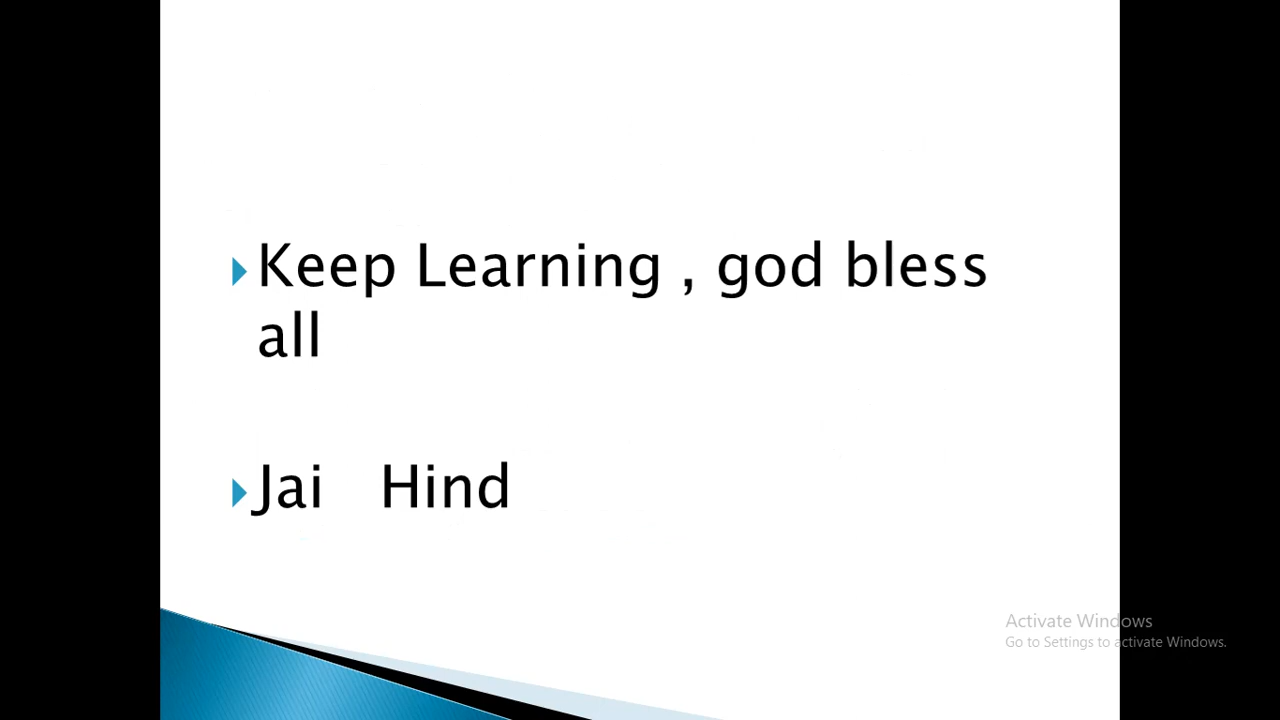 Keep Learning , god bless
all
Jai Hind
Activate Windows
Go to Settings to activate Windows.